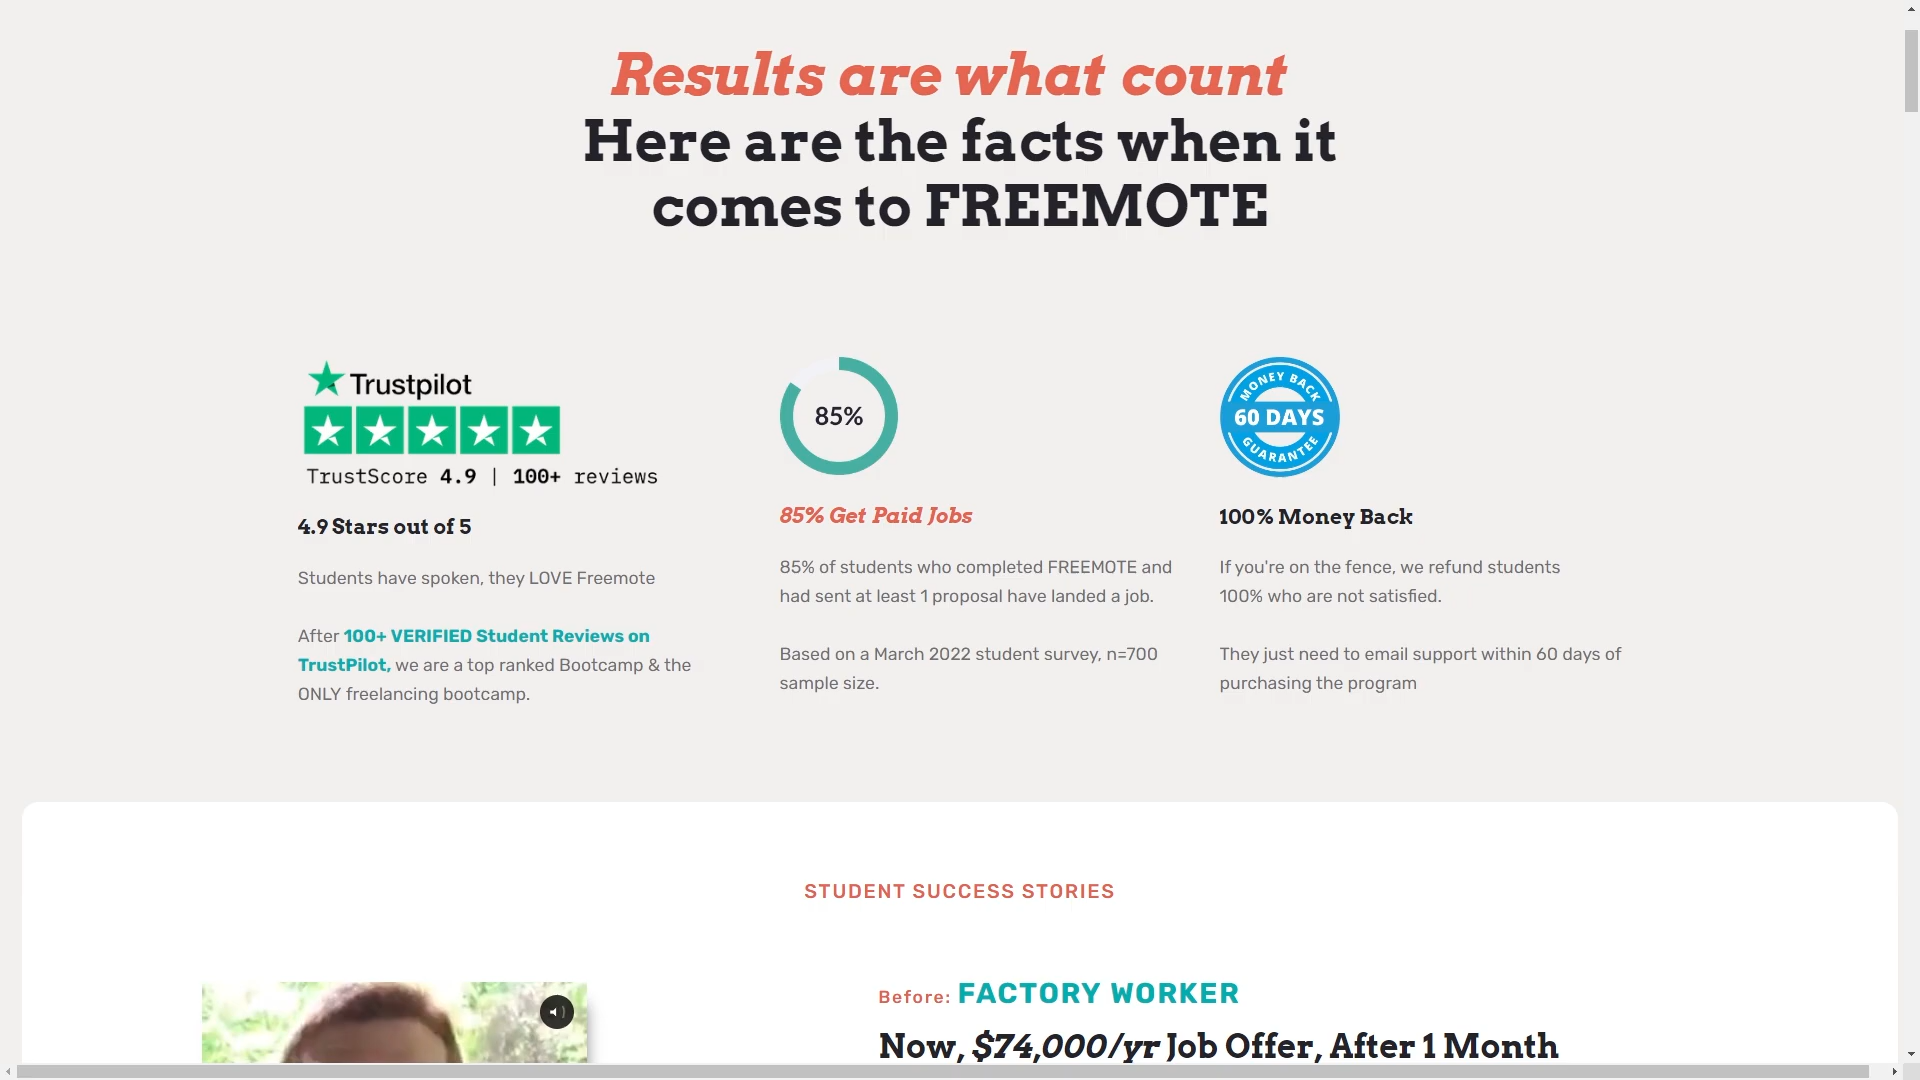 Results are what count
Here are the facts when it
comes to FREEMOTE
Trustpilot
TrustScore 4.9 | 100+ reviews
4.9 Stars out of 5
Students have spoken, they LOVE Freemote
After 100+ VERIFIED Student Reviews on
TrustPilot, we are a top ranked Bootcamp & the
ONLY freelancing bootcamp.
85%
85% Get Paid Jobs
85% of students who completed FREEMOTE and
had sent at least 1 proposal have landed a job.
Based on a March 2022 student survey, n=700
sample size.
MONEY BACK
60 DAYS
GUARANTEE
100% Money Back
If you're on the fence, we refund students
100% who are not satisfied.
They just need to email support within 60 days of
purchasing the program
STUDENT SUCCESS STORIES
Before: FACTORY WORKER
Now, $74,000/yr Job Offer, After 1 Month